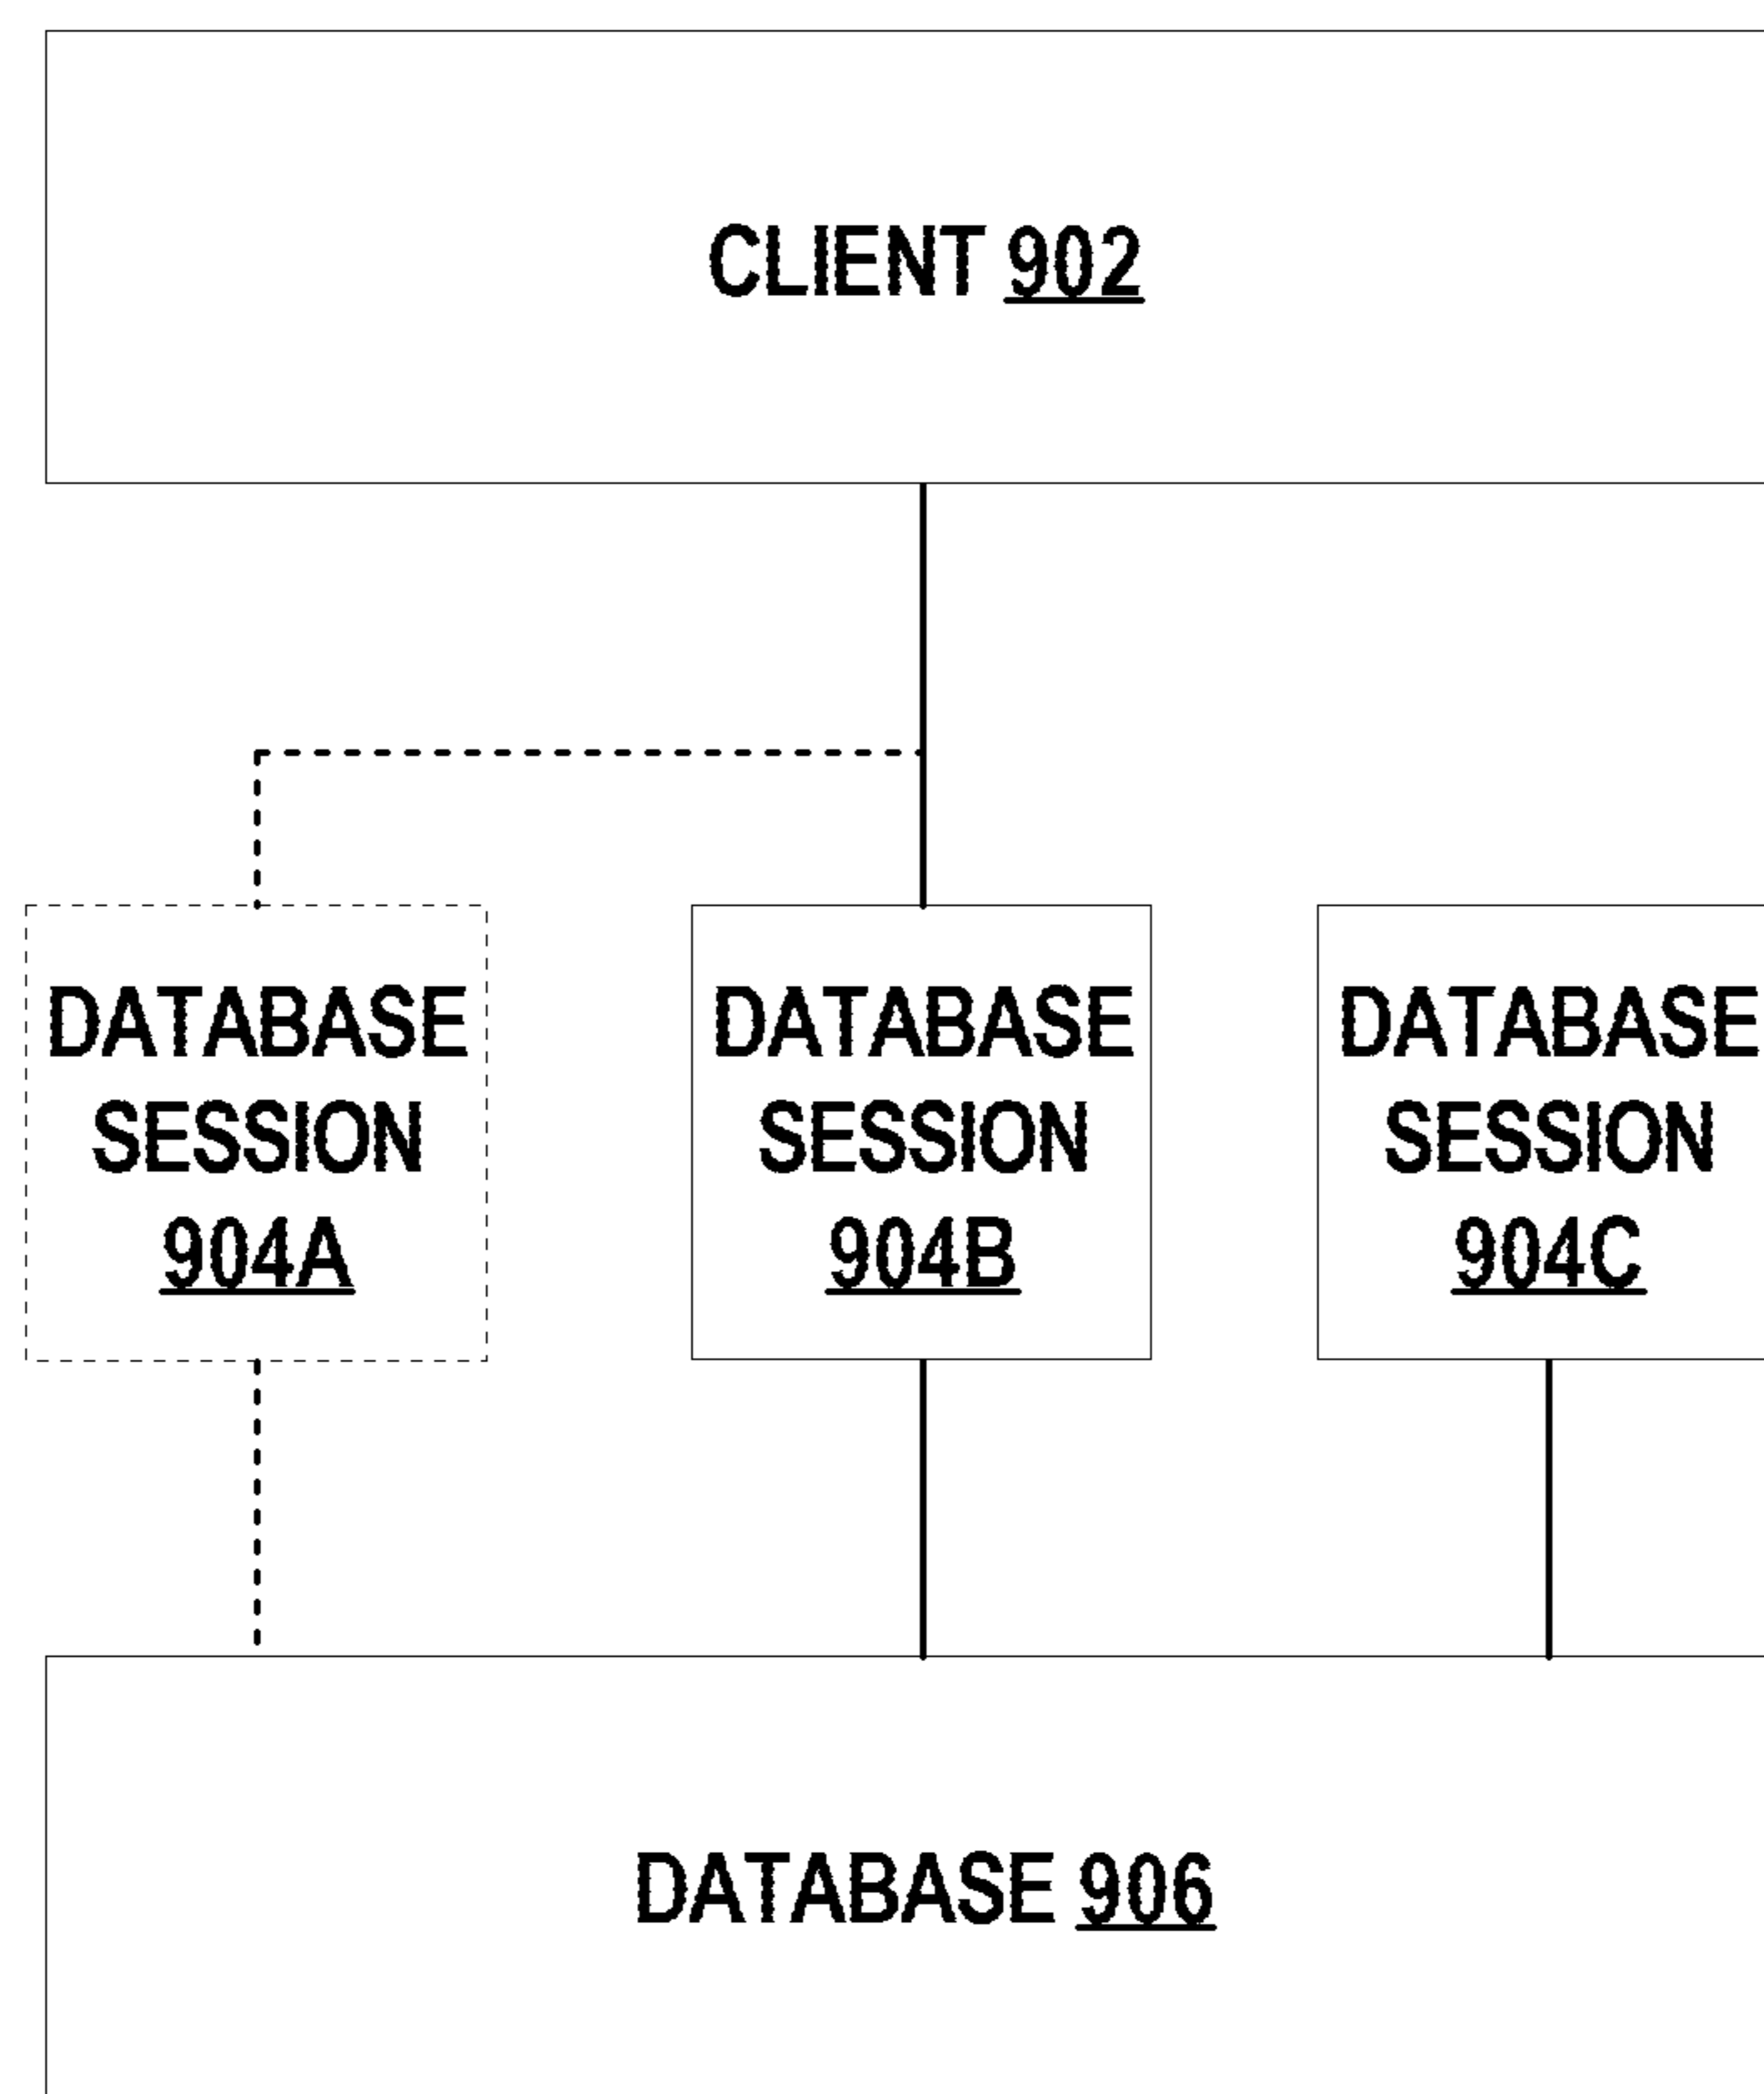 CLIENT 902
DATABASE
SESSION
904A
DATABASE
SESSION
904B
DATABASE
SESSION
904C
DATABASE 906